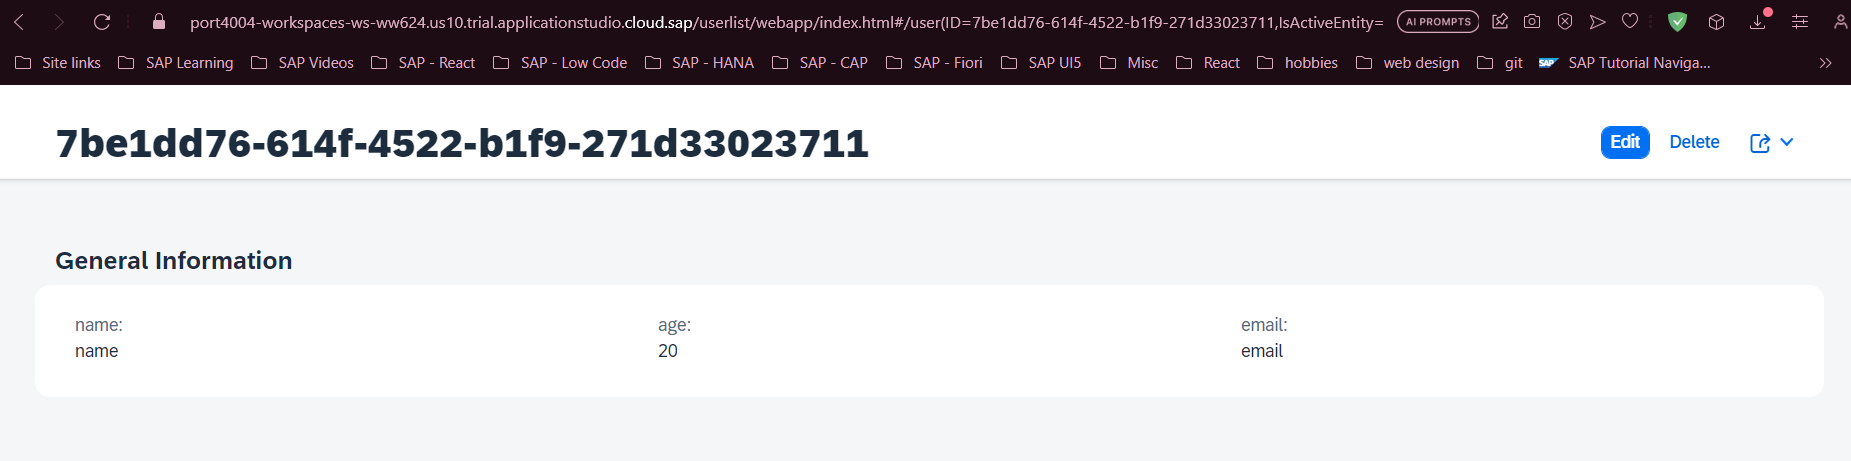 port4004-workspaces-ws-ww624.us10.trial.applicationstudio.cloud.sap/userlist/webapp/index.html#/user(ID=7be1dd76-614f-4522-b1f9-271d33023711,IsActiveEntity= AI PROMPTS
Site links SAP Learning SAP Videos SAP - React SAP - Low Code SAP - HANA SAP - CAP SAP - Fiori SAP UI5 Misc React hobbies web design git SAP SAP Tutorial Naviga...
7be1dd76-614f-4522-b1f9-271d33023711 Edit Delete
General Information
name: age: email:
name 20 email